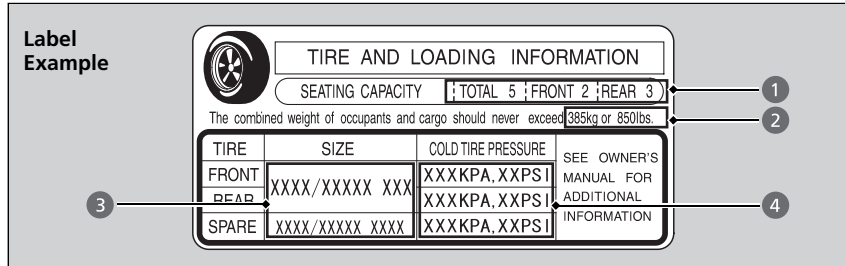 Label
Example
TIRE AND LOADING INFORMATION
SEATING CAPACITY TOTAL 5 FRONT 2 REAR 3
1
The combined weight of occupants and cargo should never exceed 385kg or 850lbs.
2
TIRE SIZE COLD TIRE PRESSURE
SEE OWNER'S
MANUAL FOR
ADDITIONAL
INFORMATION
FRONT XXXX/XXXXX XXX XXXKPA,XXPSI
REAR XXXKPA,XXPSI
3
4
SPARE XXXX/XXXXX XXXX XXXKPA,XXPSI